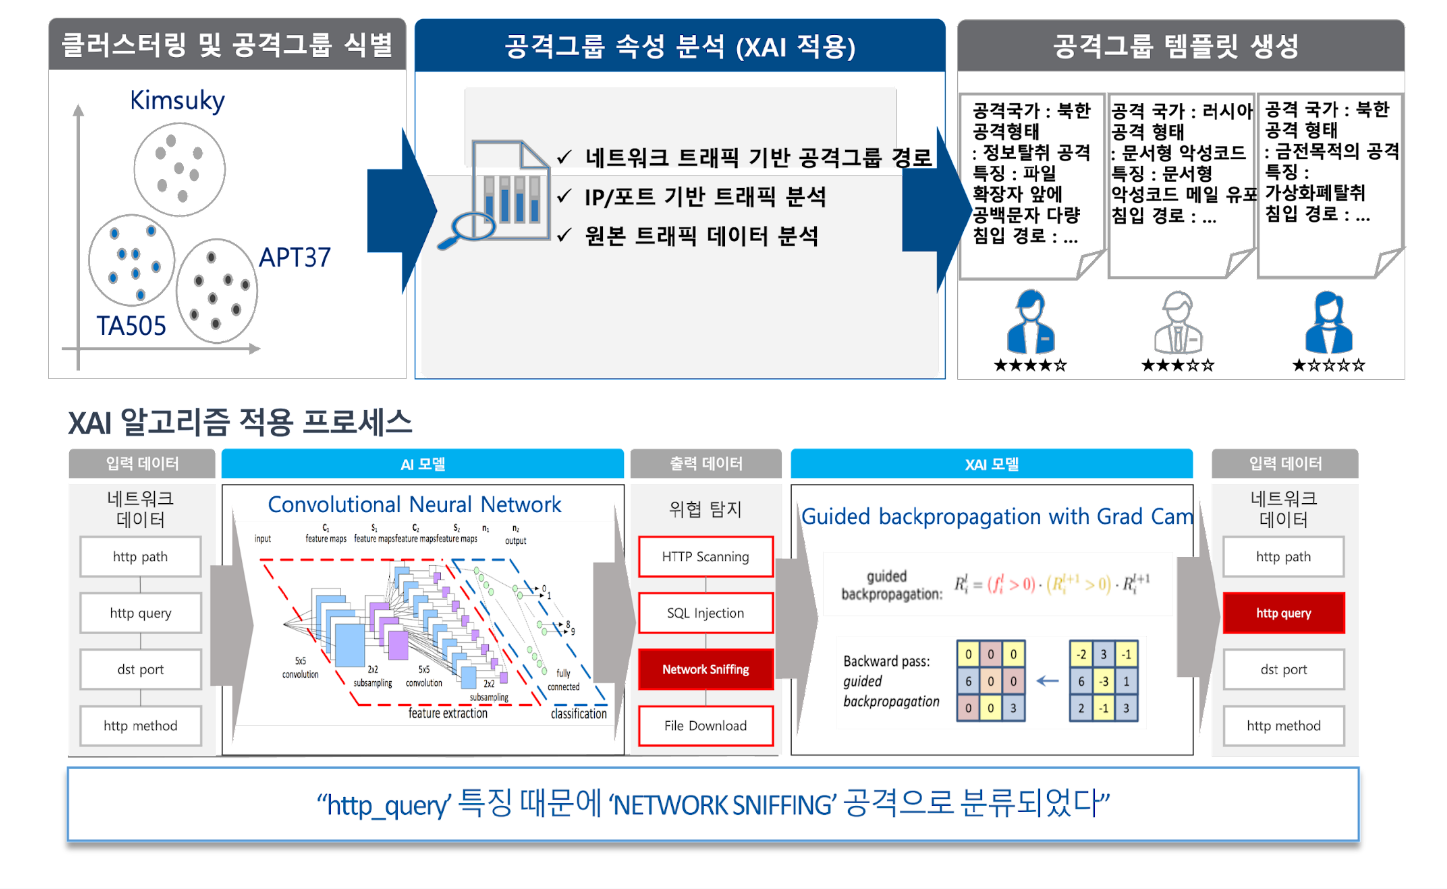 클러스터링 및 공격그룹 식별
Kimsuky
APT37
TA505
공격그룹 속성 분석 (XAI 적용)
✓ 네트워크 트래픽 기반 공격그룹 경로
✓ IP/포트 기반 트래픽 분석
✓ 원본 트래픽 데이터 분석
공격그룹 템플릿 생성
공격국가 : 북한
공격형태
: 정보탈취 공격
특징 : 파일
확장자 앞에
공백문자 다량
침입 경로 : ...
공격 국가 : 러시아
공격 형태
: 문서형 악성코드
특징 : 문서형
악성코드 메일 유포
침입 경로 : ...
공격 국가 : 북한
공격 형태
: 금전목적의 공격
특징 :
가상화폐탈취
침입 경로 : ...
★★★★☆
★★★☆☆
★☆☆☆☆
XAI 알고리즘 적용 프로세스
입력 데이터
네트워크
데이터
http path
http query
dst port
http method
AI 모델
Convolutional Neural Network
input
C₁
feature maps
S₁
feature maps
C₂
feature maps
S₂
feature maps
n₁
n₂
output
0
1
8
9
5x5
convolution
2x2
subsampling
5x5
convolution
2x2
subsampling
fully
connected
feature extraction
classification
출력 데이터
위협 탐지
HTTP Scanning
SQL Injection
Network Sniffing
File Download
XAI 모델
Guided backpropagation with Grad Cam
guided
backpropagation:
Rᵢˡ = (fᵢˡ > 0) · (Rᵢˡ⁺¹ > 0) · Rᵢˡ⁺¹
Backward pass:
guided
backpropagation
0 0 0
6 0 0
0 0 3
-2 3 -1
6 -3 1
2 -1 3
입력 데이터
네트워크
데이터
http path
http query
dst port
http method
“http_query’ 특징 때문에 ‘NETWORK SNIFFING’ 공격으로 분류되었다”